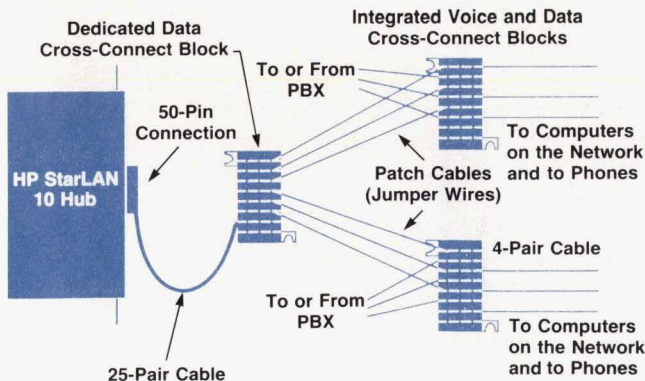 Integrated Voice and Data
Cross-Connect Blocks
Dedicated Data
Cross-Connect Block
To or From
PBX
50-Pin
Connection
To Computers
on the Network
and to Phones
HP StarLAN
10 Hub
Patch Cables
(Jumper Wires)
4-Pair Cable
To or From
PBX
To Computers
on the Network
and to Phones
25-Pair Cable